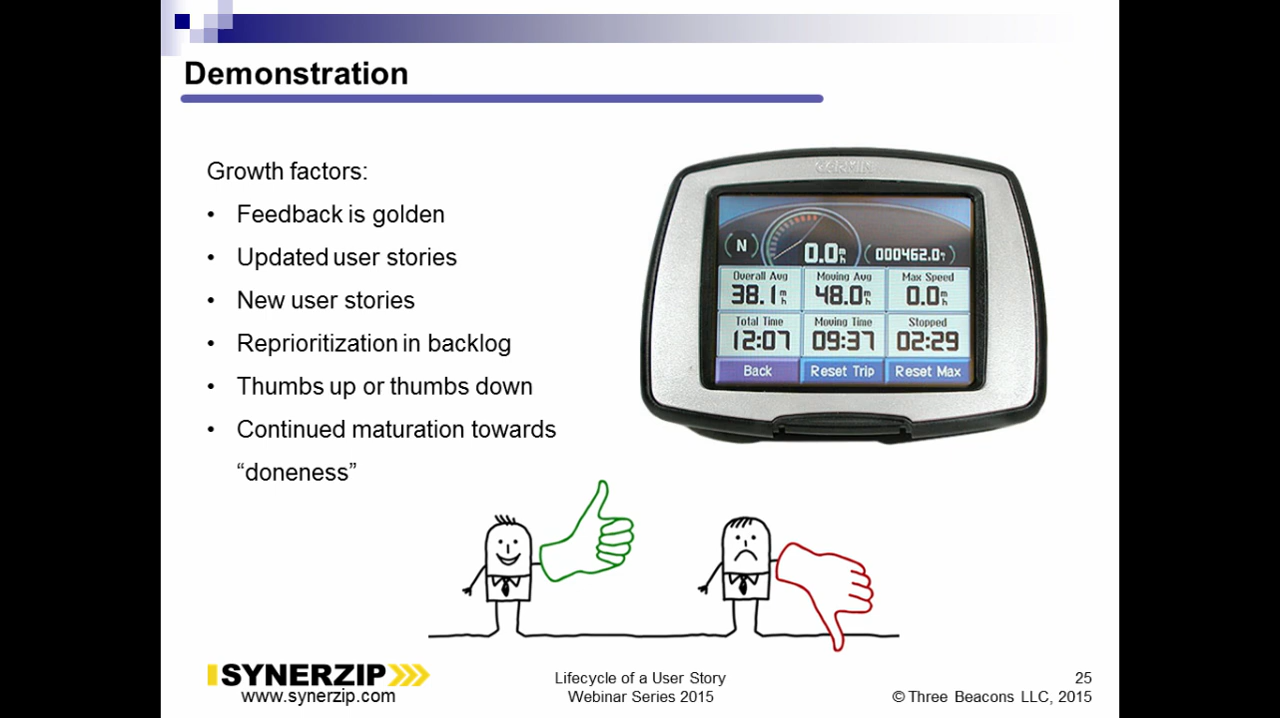 Demonstration
Growth factors:
• Feedback is golden
• Updated user stories
• New user stories
• Reprioritization in backlog
• Thumbs up or thumbs down
• Continued maturation towards
“doneness”
GARMIN
N
0.0 m h
000462.0
Overall Avg
Moving Avg
Max Speed
38.1 m h
48.0 m h
0.0 m h
Total Time
Moving Time
Stopped
12:07
09:37
02:29
Back
Reset Trip
Reset Max
SYNERZIP
www.synerzip.com
Lifecycle of a User Story
Webinar Series 2015
25
© Three Beacons LLC, 2015